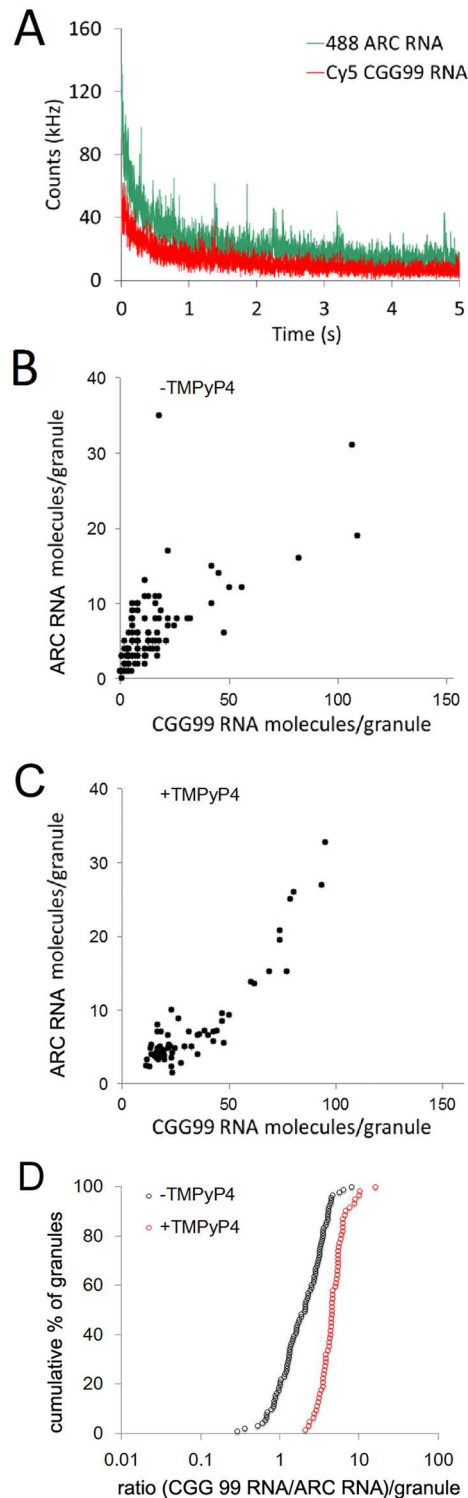 A
488 ARC RNA
Cy5 CGG99 RNA
160
120
80
40
0
Counts (kHz)
0 1 2 3 4 5
Time (s)
B
-TMPyP4
40
30
20
10
0
ARC RNA molecules/granule
0 50 100 150
CGG99 RNA molecules/granule
C
+TMPyP4
40
30
20
10
0
ARC RNA molecules/granule
0 50 100 150
CGG99 RNA molecules/granule
D
-TMPyP4
+TMPyP4
100
80
60
40
20
0
cumulative % of granules
0.01 0.1 1 10 100
ratio (CGG 99 RNA/ARC RNA)/granule